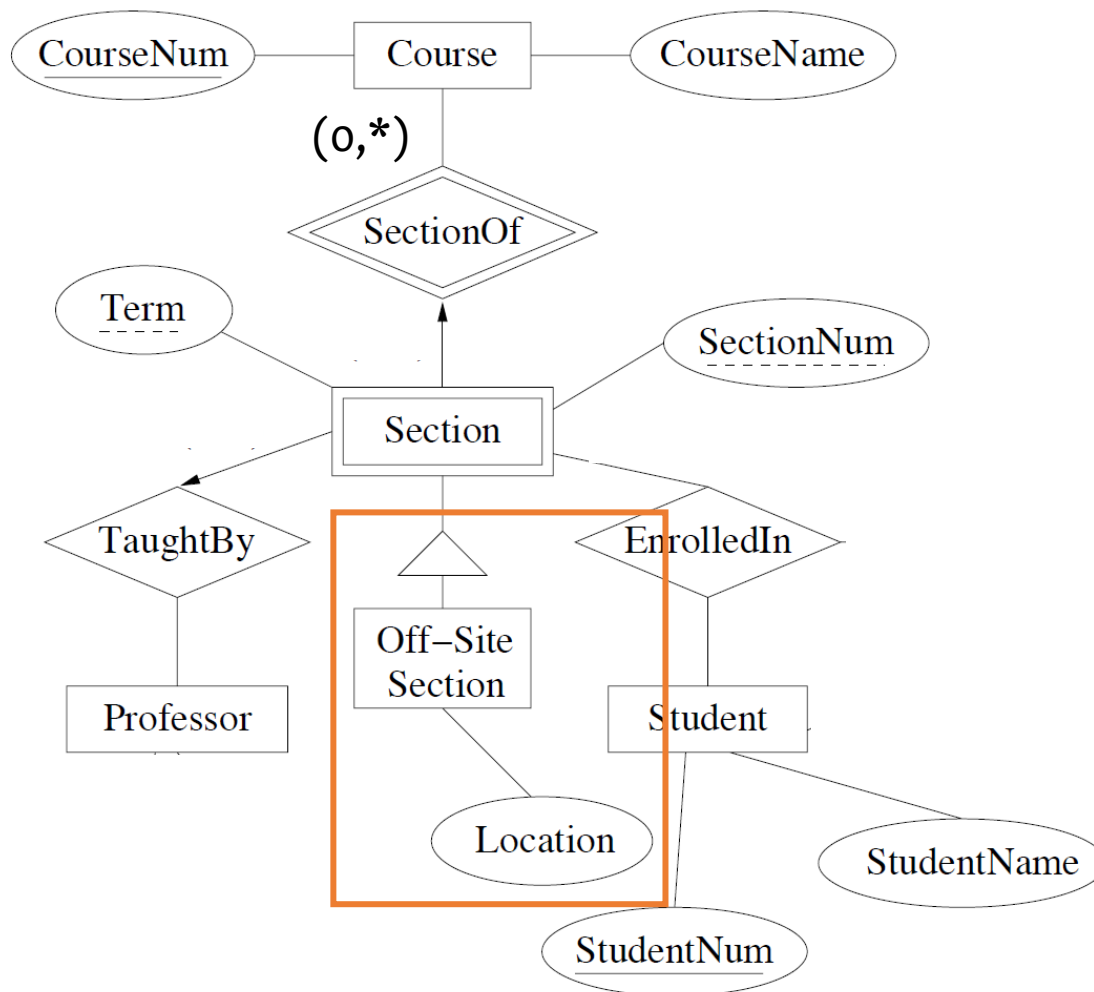 CourseNum
Course
CourseName
(0,*)
SectionOf
Term
SectionNum
Section
TaughtBy
EnrolledIn
Off-Site
Section
Professor
Student
Location
StudentName
StudentNum